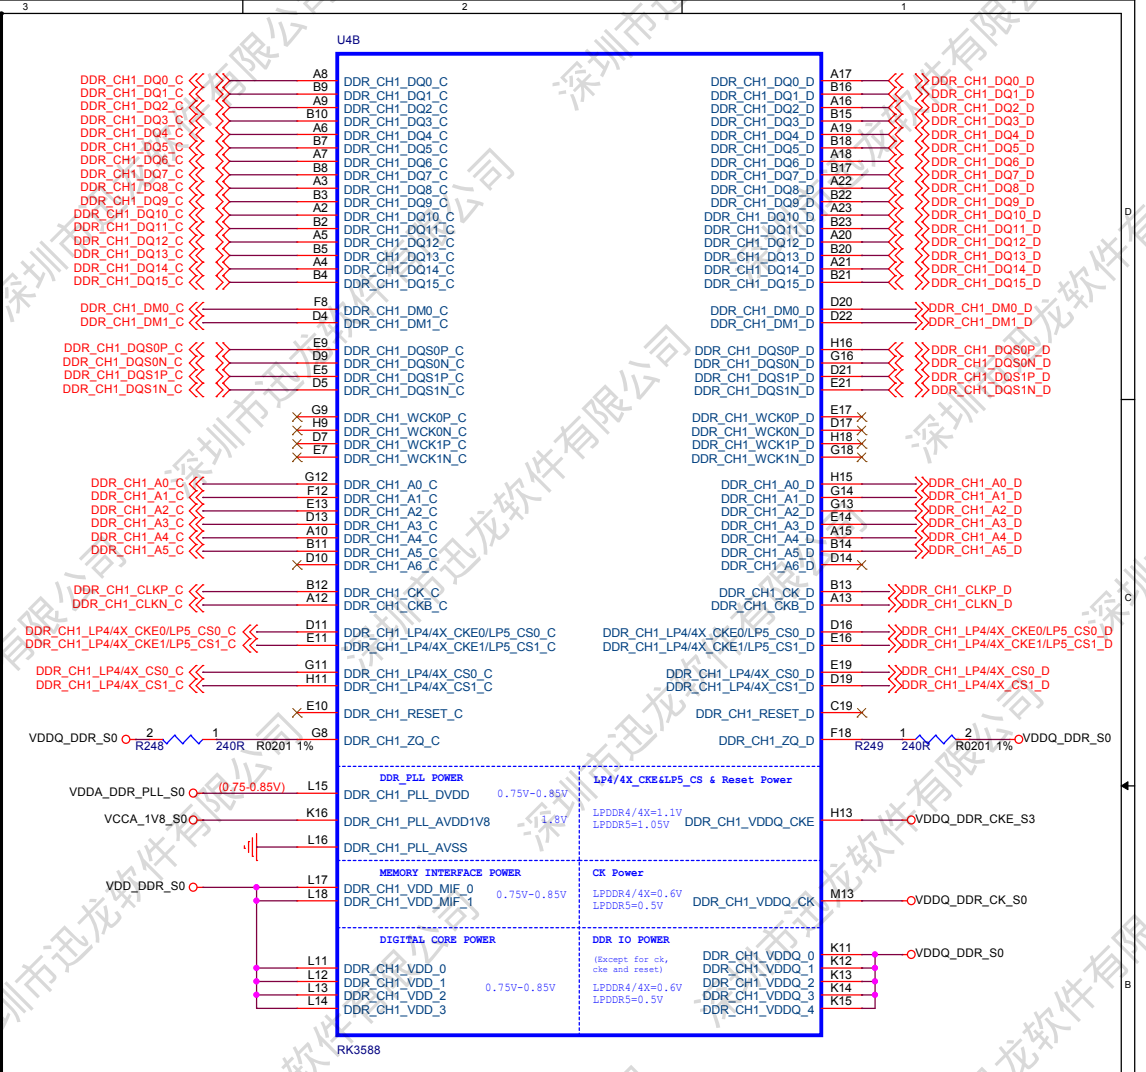 3 2 1
U4B
DDR_CH1_DQ0_C A8 DDR_CH1_DQ0_C DDR_CH1_DQ0_D A17 DDR_CH1_DQ0_D
DDR_CH1_DQ1_C B9 DDR_CH1_DQ1_C DDR_CH1_DQ1_D B16 DDR_CH1_DQ1_D
DDR_CH1_DQ2_C A9 DDR_CH1_DQ2_C DDR_CH1_DQ2_D A16 DDR_CH1_DQ2_D
DDR_CH1_DQ3_C B10 DDR_CH1_DQ3_C DDR_CH1_DQ3_D B15 DDR_CH1_DQ3_D
DDR_CH1_DQ4_C A6 DDR_CH1_DQ4_C DDR_CH1_DQ4_D A19 DDR_CH1_DQ4_D
DDR_CH1_DQ5_C B7 DDR_CH1_DQ5_C DDR_CH1_DQ5_D B18 DDR_CH1_DQ5_D
DDR_CH1_DQ6_C A7 DDR_CH1_DQ6_C DDR_CH1_DQ6_D A18 DDR_CH1_DQ6_D
DDR_CH1_DQ7_C B8 DDR_CH1_DQ7_C DDR_CH1_DQ7_D B17 DDR_CH1_DQ7_D
DDR_CH1_DQ8_C A3 DDR_CH1_DQ8_C DDR_CH1_DQ8_D A22 DDR_CH1_DQ8_D
DDR_CH1_DQ9_C B3 DDR_CH1_DQ9_C DDR_CH1_DQ9_D B22 DDR_CH1_DQ9_D
DDR_CH1_DQ10_C A2 DDR_CH1_DQ10_C DDR_CH1_DQ10_D A23 DDR_CH1_DQ10_D D
DDR_CH1_DQ11_C B2 DDR_CH1_DQ11_C DDR_CH1_DQ11_D B23 DDR_CH1_DQ11_D
DDR_CH1_DQ12_C A5 DDR_CH1_DQ12_C DDR_CH1_DQ12_D A20 DDR_CH1_DQ12_D
DDR_CH1_DQ13_C B5 DDR_CH1_DQ13_C DDR_CH1_DQ13_D B20 DDR_CH1_DQ13_D
DDR_CH1_DQ14_C A4 DDR_CH1_DQ14_C DDR_CH1_DQ14_D A21 DDR_CH1_DQ14_D
DDR_CH1_DQ15_C B4 DDR_CH1_DQ15_C DDR_CH1_DQ15_D B21 DDR_CH1_DQ15_D
DDR_CH1_DM0_C F8 DDR_CH1_DM0_C DDR_CH1_DM0_D D20 DDR_CH1_DM0_D
DDR_CH1_DM1_C D4 DDR_CH1_DM1_C DDR_CH1_DM1_D D22 DDR_CH1_DM1_D
DDR_CH1_DQS0P_C E9 DDR_CH1_DQS0P_C DDR_CH1_DQS0P_D H16 DDR_CH1_DQS0P_D
DDR_CH1_DQS0N_C D9 DDR_CH1_DQS0N_C DDR_CH1_DQS0N_D G16 DDR_CH1_DQS0N_D
DDR_CH1_DQS1P_C E5 DDR_CH1_DQS1P_C DDR_CH1_DQS1P_D D21 DDR_CH1_DQS1P_D
DDR_CH1_DQS1N_C D5 DDR_CH1_DQS1N_C DDR_CH1_DQS1N_D E21 DDR_CH1_DQS1N_D
G9 DDR_CH1_WCK0P_C DDR_CH1_WCK0P_D E17
H9 DDR_CH1_WCK0N_C DDR_CH1_WCK0N_D D17
D7 DDR_CH1_WCK1P_C DDR_CH1_WCK1P_D H18
E7 DDR_CH1_WCK1N_C DDR_CH1_WCK1N_D G18
DDR_CH1_A0_C G12 DDR_CH1_A0_C DDR_CH1_A0_D H15 DDR_CH1_A0_D
DDR_CH1_A1_C F12 DDR_CH1_A1_C DDR_CH1_A1_D G14 DDR_CH1_A1_D
DDR_CH1_A2_C E13 DDR_CH1_A2_C DDR_CH1_A2_D G13 DDR_CH1_A2_D
DDR_CH1_A3_C D13 DDR_CH1_A3_C DDR_CH1_A3_D E14 DDR_CH1_A3_D
DDR_CH1_A4_C A10 DDR_CH1_A4_C DDR_CH1_A4_D A15 DDR_CH1_A4_D
DDR_CH1_A5_C B11 DDR_CH1_A5_C DDR_CH1_A5_D B14 DDR_CH1_A5_D
D10 DDR_CH1_A6_C DDR_CH1_A6_D D14
DDR_CH1_CLKP_C B12 DDR_CH1_CK_C DDR_CH1_CK_D B13 DDR_CH1_CLKP_D
DDR_CH1_CLKN_C A12 DDR_CH1_CKB_C DDR_CH1_CKB_D A13 DDR_CH1_CLKN_D C
DDR_CH1_LP4/4X_CKE0/LP5_CS0_C D11 DDR_CH1_LP4/4X_CKE0/LP5_CS0_C DDR_CH1_LP4/4X_CKE0/LP5_CS0_D D16 DDR_CH1_LP4/4X_CKE0/LP5_CS0_D
DDR_CH1_LP4/4X_CKE1/LP5_CS1_C E11 DDR_CH1_LP4/4X_CKE1/LP5_CS1_C DDR_CH1_LP4/4X_CKE1/LP5_CS1_D E16 DDR_CH1_LP4/4X_CKE1/LP5_CS1_D
DDR_CH1_LP4/4X_CS0_C G11 DDR_CH1_LP4/4X_CS0_C DDR_CH1_LP4/4X_CS0_D E19 DDR_CH1_LP4/4X_CS0_D
DDR_CH1_LP4/4X_CS1_C H11 DDR_CH1_LP4/4X_CS1_C DDR_CH1_LP4/4X_CS1_D D19 DDR_CH1_LP4/4X_CS1_D
E10 DDR_CH1_RESET_C DDR_CH1_RESET_D C19
VDDQ_DDR_S0 2 1 G8 DDR_CH1_ZQ_C DDR_CH1_ZQ_D F18 1 2 VDDQ_DDR_S0
R248 240R R0201 1% R249 240R R0201 1%
DDR_PLL POWER LP4/4X_CKE&LP5_CS & Reset Power
VDDA_DDR_PLL_S0 (0.75-0.85V) L15 DDR_CH1_PLL_DVDD 0.75V-0.85V
VCCA_1V8_S0 K16 DDR_CH1_PLL_AVDD1V8 1.8V LPDDR4/4X=1.1V DDR_CH1_VDDQ_CKE H13 VDDQ_DDR_CKE_S3
LPDDR5=1.05V
L16 DDR_CH1_PLL_AVSS
MEMORY INTERFACE POWER CK Power
VDD_DDR_S0 L17 DDR_CH1_VDD_MIF_0 0.75V-0.85V LPDDR4/4X=0.6V
L18 DDR_CH1_VDD_MIF_1 LPDDR5=0.5V DDR_CH1_VDDQ_CK M13 VDDQ_DDR_CK_S0
DIGITAL CORE POWER DDR IO POWER
K11 DDR_CH1_VDDQ_0 VDDQ_DDR_S0
L11 DDR_CH1_VDD_0 (Except for ck, DDR_CH1_VDDQ_1 K12
L12 DDR_CH1_VDD_1 cke and reset) DDR_CH1_VDDQ_2 K13
L13 DDR_CH1_VDD_2 0.75V-0.85V LPDDR4/4X=0.6V DDR_CH1_VDDQ_3 K14 B
L14 DDR_CH1_VDD_3 LPDDR5=0.5V DDR_CH1_VDDQ_4 K15
RK3588
深圳市迅龙软件有限公司